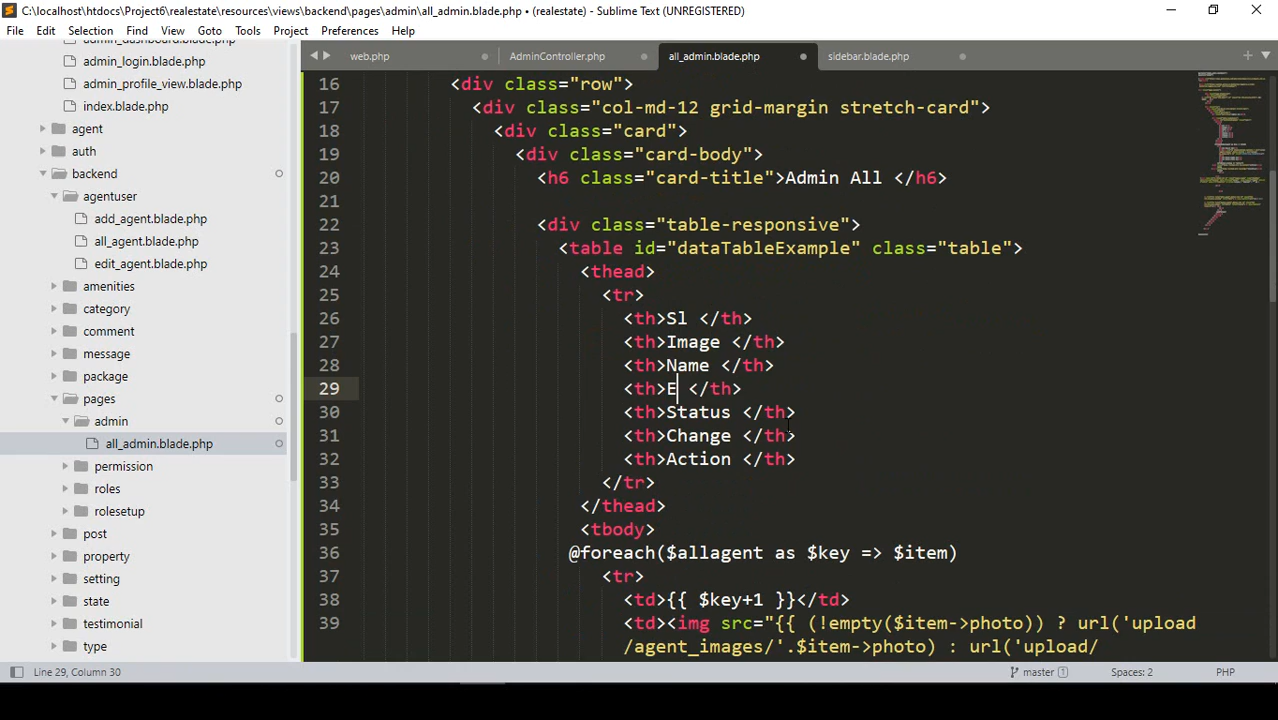 C:\localhost\htdocs\Project6\realestate\resources\views\backend\pages\admin\all_admin.blade.php • (realestate) - Sublime Text (UNREGISTERED)
File Edit Selection Find View Goto Tools Project Preferences Help
admin_dashboard.blade.php
admin_login.blade.php
admin_profile_view.blade.php
index.blade.php
agent
auth
backend
agentuser
add_agent.blade.php
all_agent.blade.php
edit_agent.blade.php
amenities
category
comment
message
package
pages
admin
all_admin.blade.php
permission
roles
rolesetup
post
property
setting
state
testimonial
type
web.php AdminController.php all_admin.blade.php sidebar.blade.php
16 <div class="row">
17 <div class="col-md-12 grid-margin stretch-card">
18 <div class="card">
19 <div class="card-body">
20 <h6 class="card-title">Admin All </h6>
21
22 <div class="table-responsive">
23 <table id="dataTableExample" class="table">
24 <thead>
25 <tr>
26 <th>Sl </th>
27 <th>Image </th>
28 <th>Name </th>
29 <th>E </th>
30 <th>Status </th>
31 <th>Change </th>
32 <th>Action </th>
33 </tr>
34 </thead>
35 <tbody>
36 @foreach($allagent as $key => $item)
37 <tr>
38 <td>{{ $key+1 }}</td>
39 <td><img src="{{ (!empty($item->photo)) ? url('upload
/agent_images/'.$item->photo) : url('upload/
Line 29, Column 30 master 1 Spaces: 2 PHP